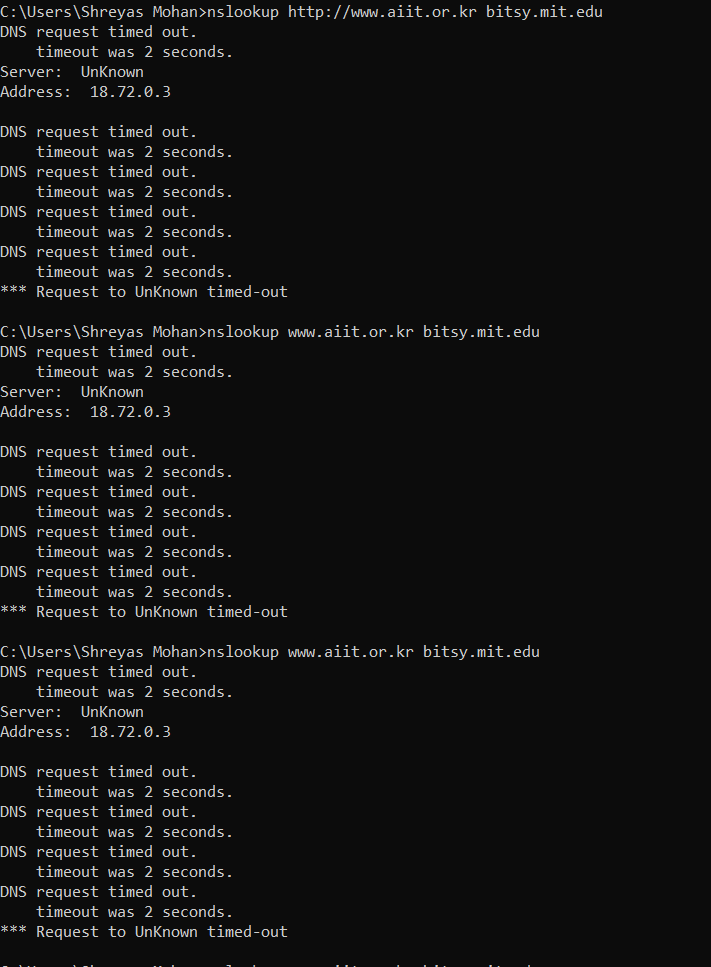 C:\Users\Shreyas Mohan>nslookup http://www.aiit.or.kr bitsy.mit.edu
DNS request timed out.
    timeout was 2 seconds.
Server:  UnKnown
Address:  18.72.0.3

DNS request timed out.
    timeout was 2 seconds.
DNS request timed out.
    timeout was 2 seconds.
DNS request timed out.
    timeout was 2 seconds.
DNS request timed out.
    timeout was 2 seconds.
*** Request to UnKnown timed-out

C:\Users\Shreyas Mohan>nslookup www.aiit.or.kr bitsy.mit.edu
DNS request timed out.
    timeout was 2 seconds.
Server:  UnKnown
Address:  18.72.0.3

DNS request timed out.
    timeout was 2 seconds.
DNS request timed out.
    timeout was 2 seconds.
DNS request timed out.
    timeout was 2 seconds.
DNS request timed out.
    timeout was 2 seconds.
*** Request to UnKnown timed-out

C:\Users\Shreyas Mohan>nslookup www.aiit.or.kr bitsy.mit.edu
DNS request timed out.
    timeout was 2 seconds.
Server:  UnKnown
Address:  18.72.0.3

DNS request timed out.
    timeout was 2 seconds.
DNS request timed out.
    timeout was 2 seconds.
DNS request timed out.
    timeout was 2 seconds.
DNS request timed out.
    timeout was 2 seconds.
*** Request to UnKnown timed-out